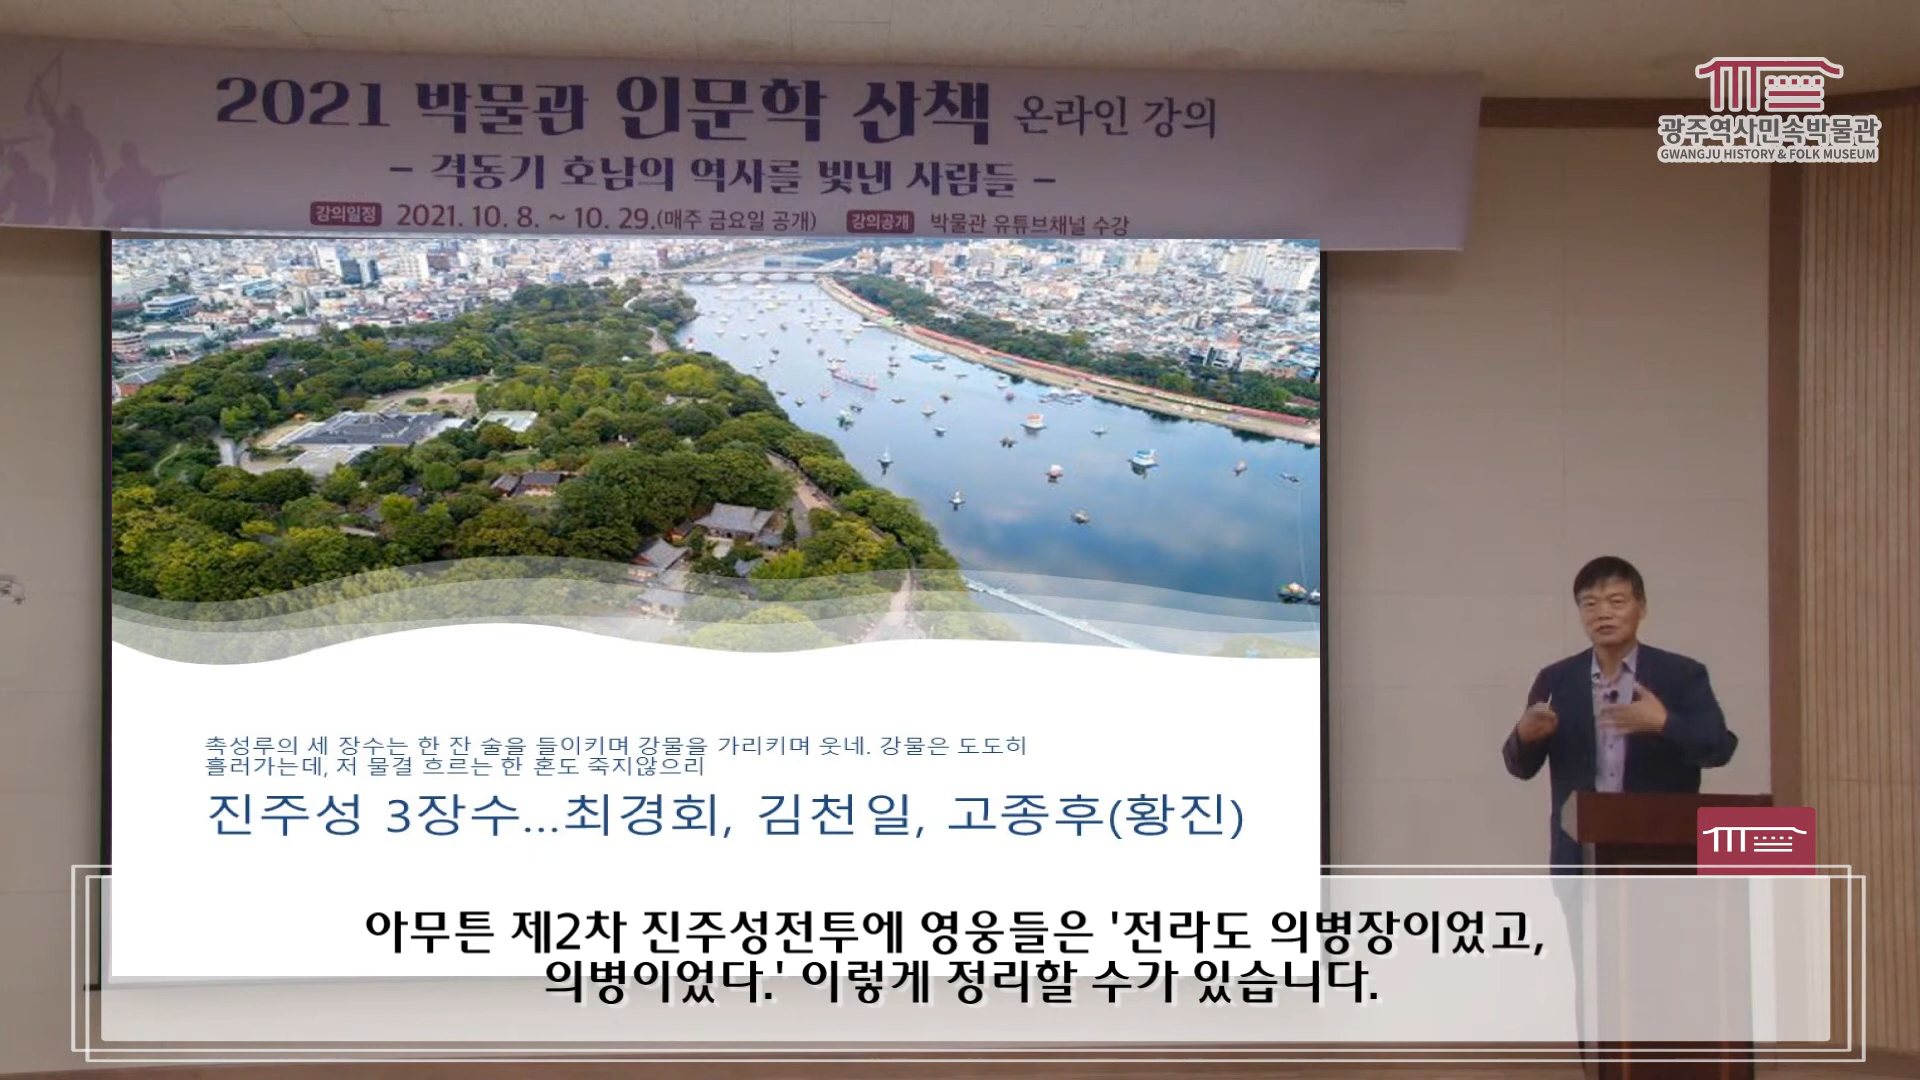 2021 박물관 인문학 산책 온라인 강의
- 격동기 호남의 역사를 빛낸 사람들 -
강의일정 2021. 10. 8. ~ 10. 29.(매주 금요일 공개) 강의공개 박물관 유튜브채널 수강
광주역사민속박물관
GWANGJU HISTORY & FOLK MUSEUM
촉성루의 세 장수는 한 잔 술을 들이키며 강물을 가리키며 웃네. 강물은 도도히
흘러가는데, 저 물결 흐르는 한 혼도 죽지않으리
진주성 3장수...최경회, 김천일, 고종후(황진)
아무튼 제2차 진주성전투에 영웅들은 '전라도 의병장이었고,
의병이었다.' 이렇게 정리할 수가 있습니다.